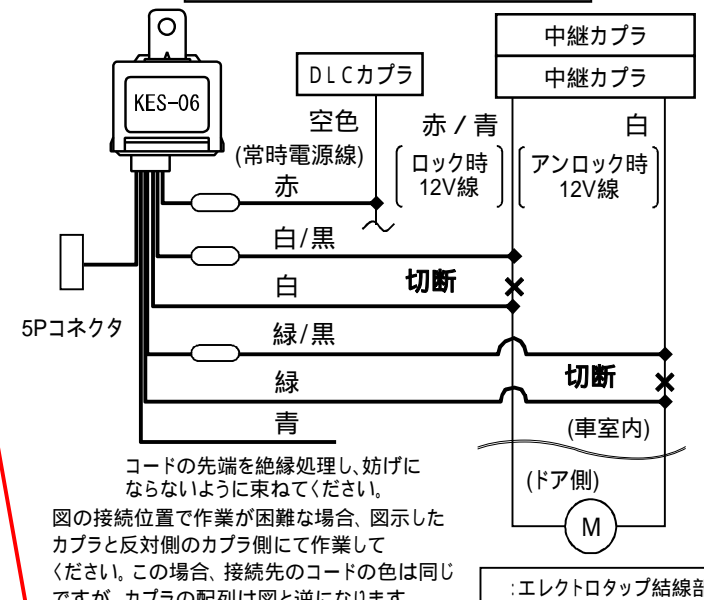 中継カプラ
DLCカプラ
中継カプラ
KES-06
空色
赤 / 青
白
(常時電源線)
ロック時
12V線
アンロック時
12V線
赤
白/黒
切断
白
5Pコネクタ
緑/黒
切断
緑
(車室内)
青
コードの先端を絶縁処理し、妨げに
ならないように束ねてください。
(ドア側)
図の接続位置で作業が困難な場合、図示した
カプラと反対側のカプラ側にて作業して
ください。この場合、接続先のコードの色は同じ
ですが、カプラの配列は図と逆になります。
M
:エレクトロタップ結線部